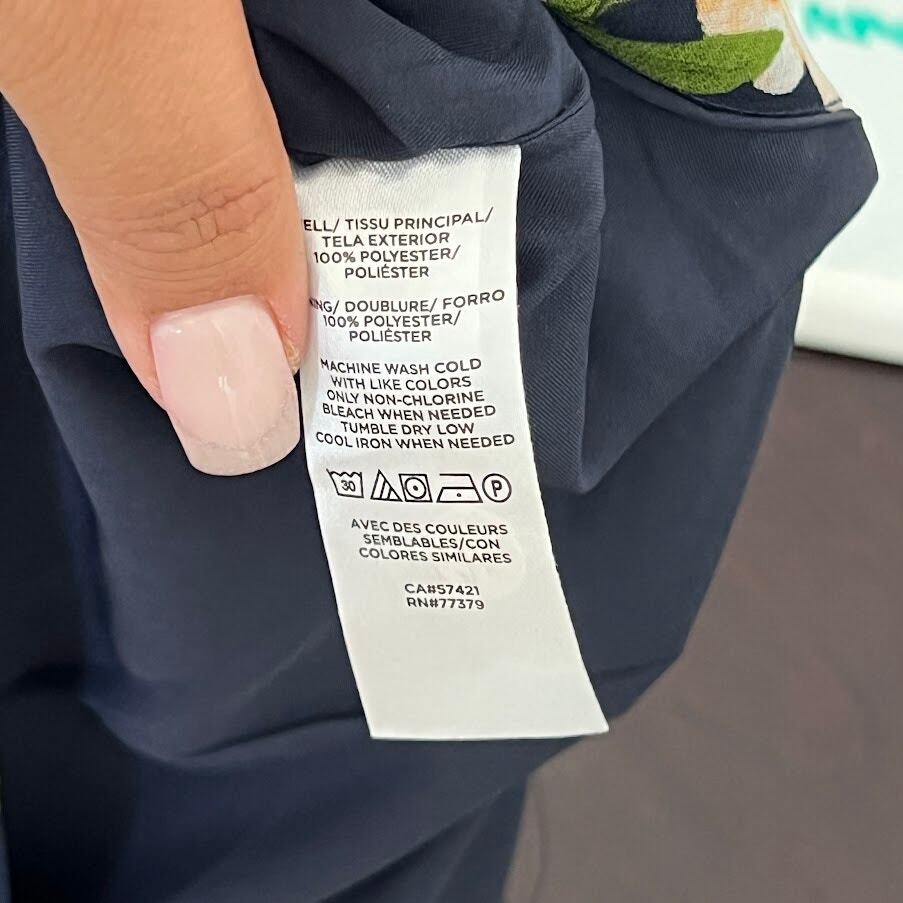 ELL/ TISSU PRINCIPAL/
TELA EXTERIOR
100% POLYESTER/
POLIÉSTER
ING/ DOUBLURE/ FORRO
100% POLYESTER/
POLIÉSTER
MACHINE WASH COLD
WITH LIKE COLORS
ONLY NON-CHLORINE
BLEACH WHEN NEEDED
TUMBLE DRY LOW
COOL IRON WHEN NEEDED
30 P
AVEC DES COULEURS
SEMBLABLES/CON
COLORES SIMILARES
CA#57421
RN#77379